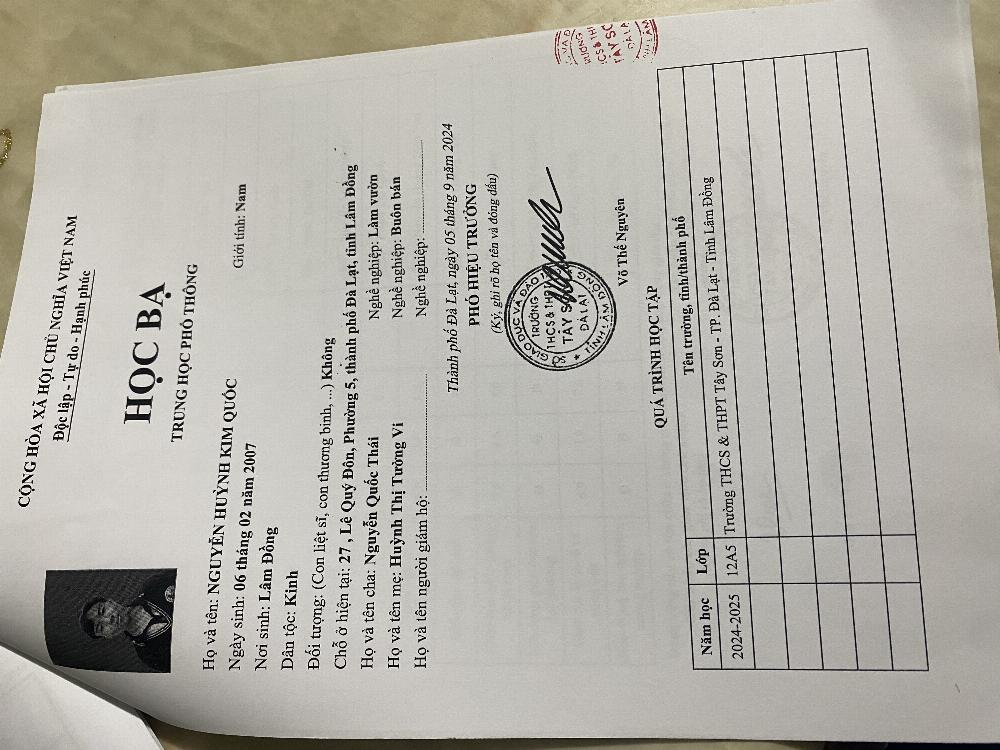 CỘNG HÒA XÃ HỘI CHỦ NGHĨA VIỆT NAM
Độc lập - Tự do - Hạnh phúc
HỌC BẠ
TRUNG HỌC PHỔ THÔNG
Họ và tên: NGUYỄN HUỲNH KIM QUỐC Giới tính: Nam
Ngày sinh: 06 tháng 02 năm 2007
Nơi sinh: Lâm Đồng
Dân tộc: Kinh
Đối tượng: (Con liệt sĩ, con thương binh, ...) Không
Chỗ ở hiện tại: 27 , Lê Quý Đôn, Phường 5, thành phố Đà Lạt, tỉnh Lâm Đồng
Họ và tên cha: Nguyễn Quốc Thái Nghề nghiệp: Làm vườn
Họ và tên mẹ: Huỳnh Thị Tường Vi Nghề nghiệp: Buôn bán
Họ và tên người giám hộ: Nghề nghiệp:
Thành phố Đà Lạt, ngày 05 tháng 9 năm 2024
PHÓ HIỆU TRƯỞNG
(Ký, ghi rõ họ tên và đóng dấu)
GIÁO DỤC VÀ ĐÀO
TRƯỜNG
THCS & THPT
TÂY SƠN
ĐÀ LẠT
TỈNH LÂM ĐỒNG
Võ Thế Nguyên
QUÁ TRÌNH HỌC TẬP
Năm học Lớp Tên trường, tỉnh/thành phố
2024-2025 12A5 Trường THCS & THPT Tây Sơn - TP. Đà Lạt - Tỉnh Lâm Đồng